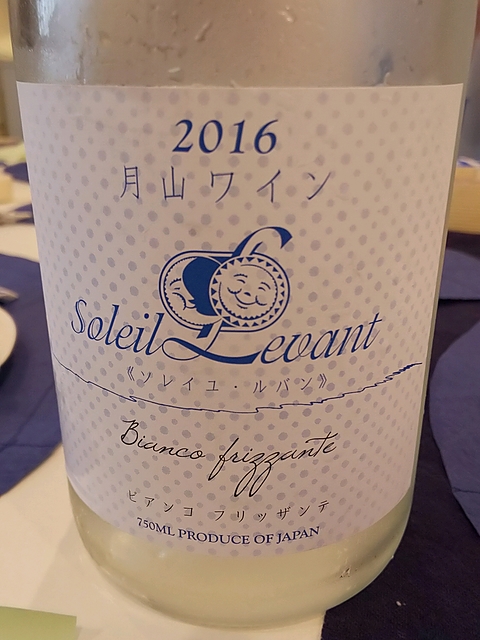 2016
月山ワイン
Soleil Levant
《ソレイユ・ルバン》
Bianco frizzante
ビアンコ フリッザンテ
750ML PRODUCE OF JAPAN